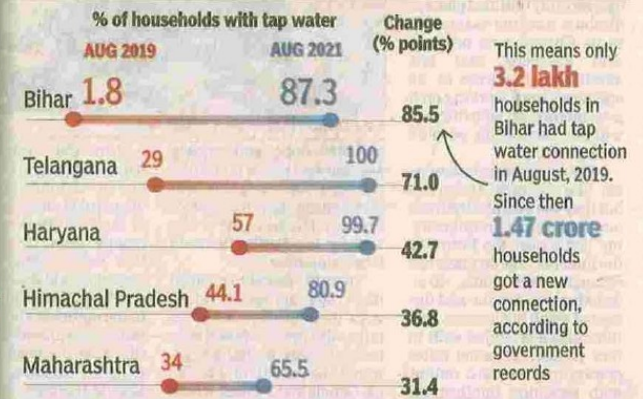 % of households with tap water
Change
(% points)
AUG 2019
AUG 2021
Bihar 1.8 87.3
85.5
Telangana 29 100
71.0
Haryana 57 99.7
42.7
Himachal Pradesh 44.1 80.9
36.8
Maharashtra 34 65.5
31.4
This means only
3.2 lakh
households in
Bihar had tap
water connection
in August, 2019.
Since then
1.47 crore
households
got a new
connection,
according to
government
records